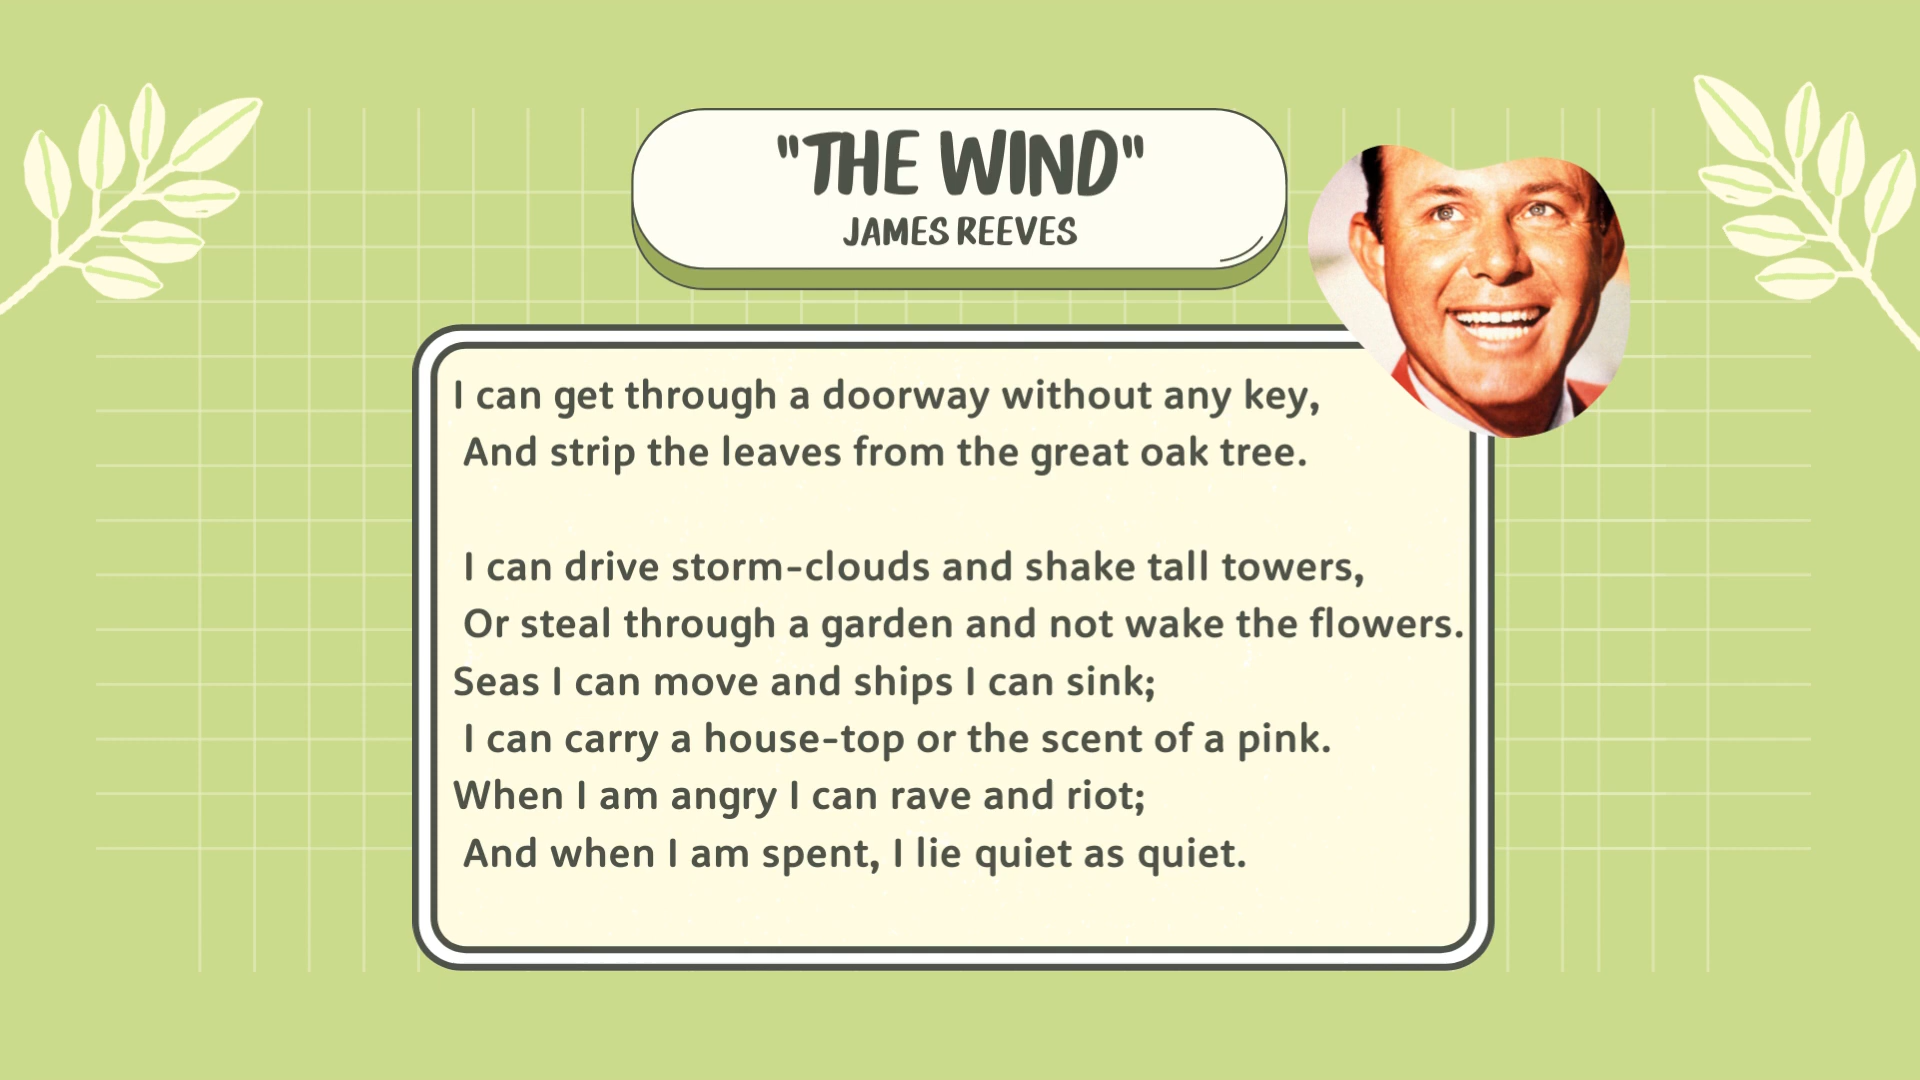 "THE WIND"
JAMES REEVES
I can get through a doorway without any key,
And strip the leaves from the great oak tree.
I can drive storm-clouds and shake tall towers,
Or steal through a garden and not wake the flowers.
Seas I can move and ships I can sink;
I can carry a house-top or the scent of a pink.
When I am angry I can rave and riot;
And when I am spent, I lie quiet as quiet.